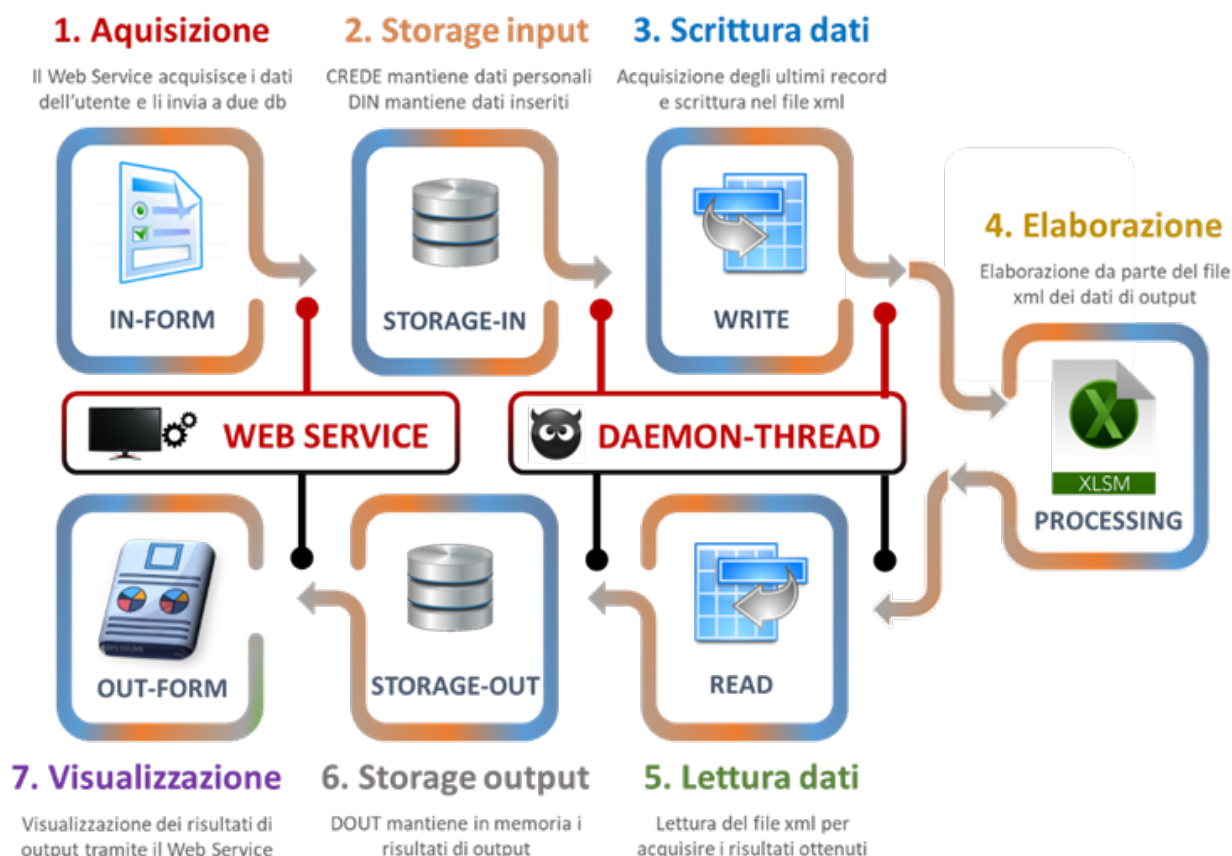 1. Aquisizione
Il Web Service acquisisce i dati
dell'utente e li invia a due db
IN-FORM
2. Storage input
CREDE mantiene dati personali
DIN mantiene dati inseriti
STORAGE-IN
3. Scrittura dati
Acquisizione degli ultimi record
e scrittura nel file xml
WRITE
4. Elaborazione
Elaborazione da parte del file
xml dei dati di output
X
XLSM
PROCESSING
WEB SERVICE
DAEMON-THREAD
READ
5. Lettura dati
Lettura del file xml per
acquisire i risultati ottenuti
STORAGE-OUT
6. Storage output
DOUT mantiene in memoria i
risultati di output
OUT-FORM
7. Visualizzazione
Visualizzazione dei risultati di
output tramite il Web Service